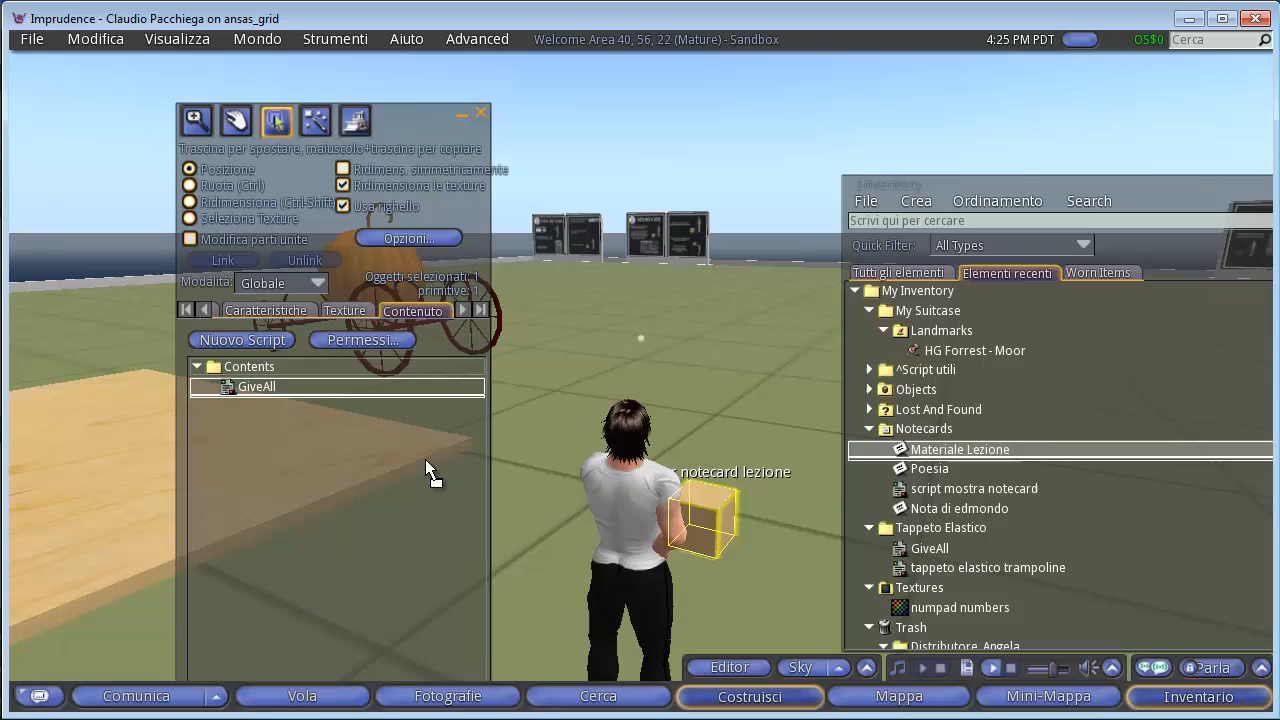 Imprudence - Claudio Pacchiega on ansas_grid
File Modifica Visualizza Mondo Strumenti Aiuto Advanced Welcome Area 40, 56, 22 (Mature) - Sandbox 4:25 PM PDT OS$0 Cerca
Trascina per spostare, maiuscolo+trascina per copiare
Posizione Ridimens. simmetricamente
Ruota (Ctrl) Ridimensiona le texture
Ridimensiona (Ctrl-Shift Usa righello
Seleziona Texture
Modifica parti unite Opzioni...
Link Unlink
Modalità: Globale Oggetti selezionati: 1
primitive: 1
Caratteristiche Texture Contenuto
Nuovo Script Permessi...
Contents
GiveAll
r notecard lezione
Inventory
File Crea Ordinamento Search
Scrivi qui per cercare
Quick Filter: All Types
Tutti gli elementi Elementi recenti Worn Items
My Inventory
My Suitcase
Landmarks
HG Forrest - Moor
^Script utili
Objects
Lost And Found
Notecards
Materiale Lezione
Poesia
script mostra notecard
Nota di edmondo
Tappeto Elastico
GiveAll
tappeto elastico trampoline
Textures
numpad numbers
Trash
Distributore Angela
Editor Sky Parla
Comunica Vola Fotografie Cerca Costruisci Mappa Mini-Mappa Inventario